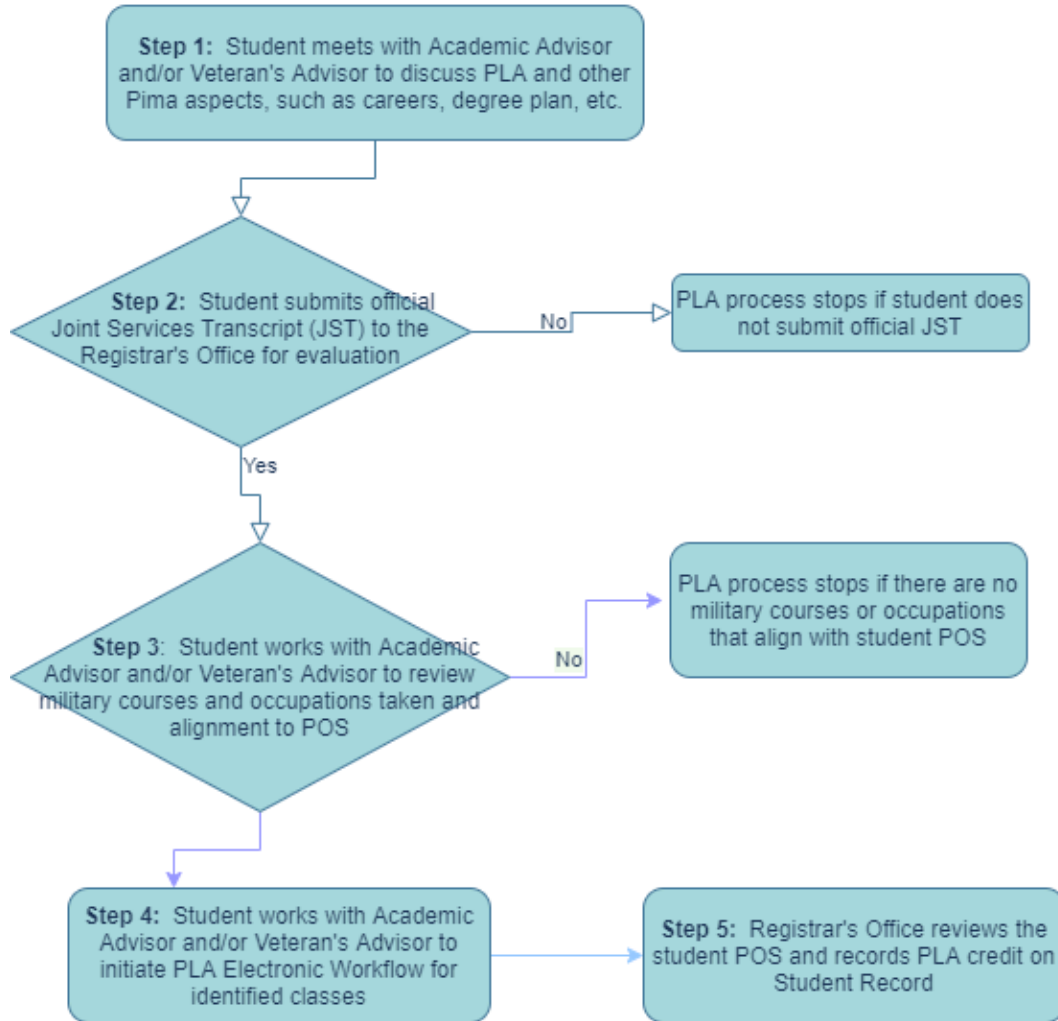 Step 1:  Student meets with Academic Advisor
and/or Veteran's Advisor to discuss PLA and other
Pima aspects, such as careers, degree plan, etc.
Step 2:  Student submits official
Joint Services Transcript (JST) to the
Registrar's Office for evaluation
No
PLA process stops if student does
not submit official JST
Yes
Step 3:  Student works with Academic
Advisor and/or Veteran's Advisor to review
military courses and occupations taken and
alignment to POS
No
PLA process stops if there are no
military courses or occupations
that align with student POS
Step 4:  Student works with Academic
Advisor and/or Veteran's Advisor to
initiate PLA Electronic Workflow for
identified classes
Step 5:  Registrar's Office reviews the
student POS and records PLA credit on
Student Record